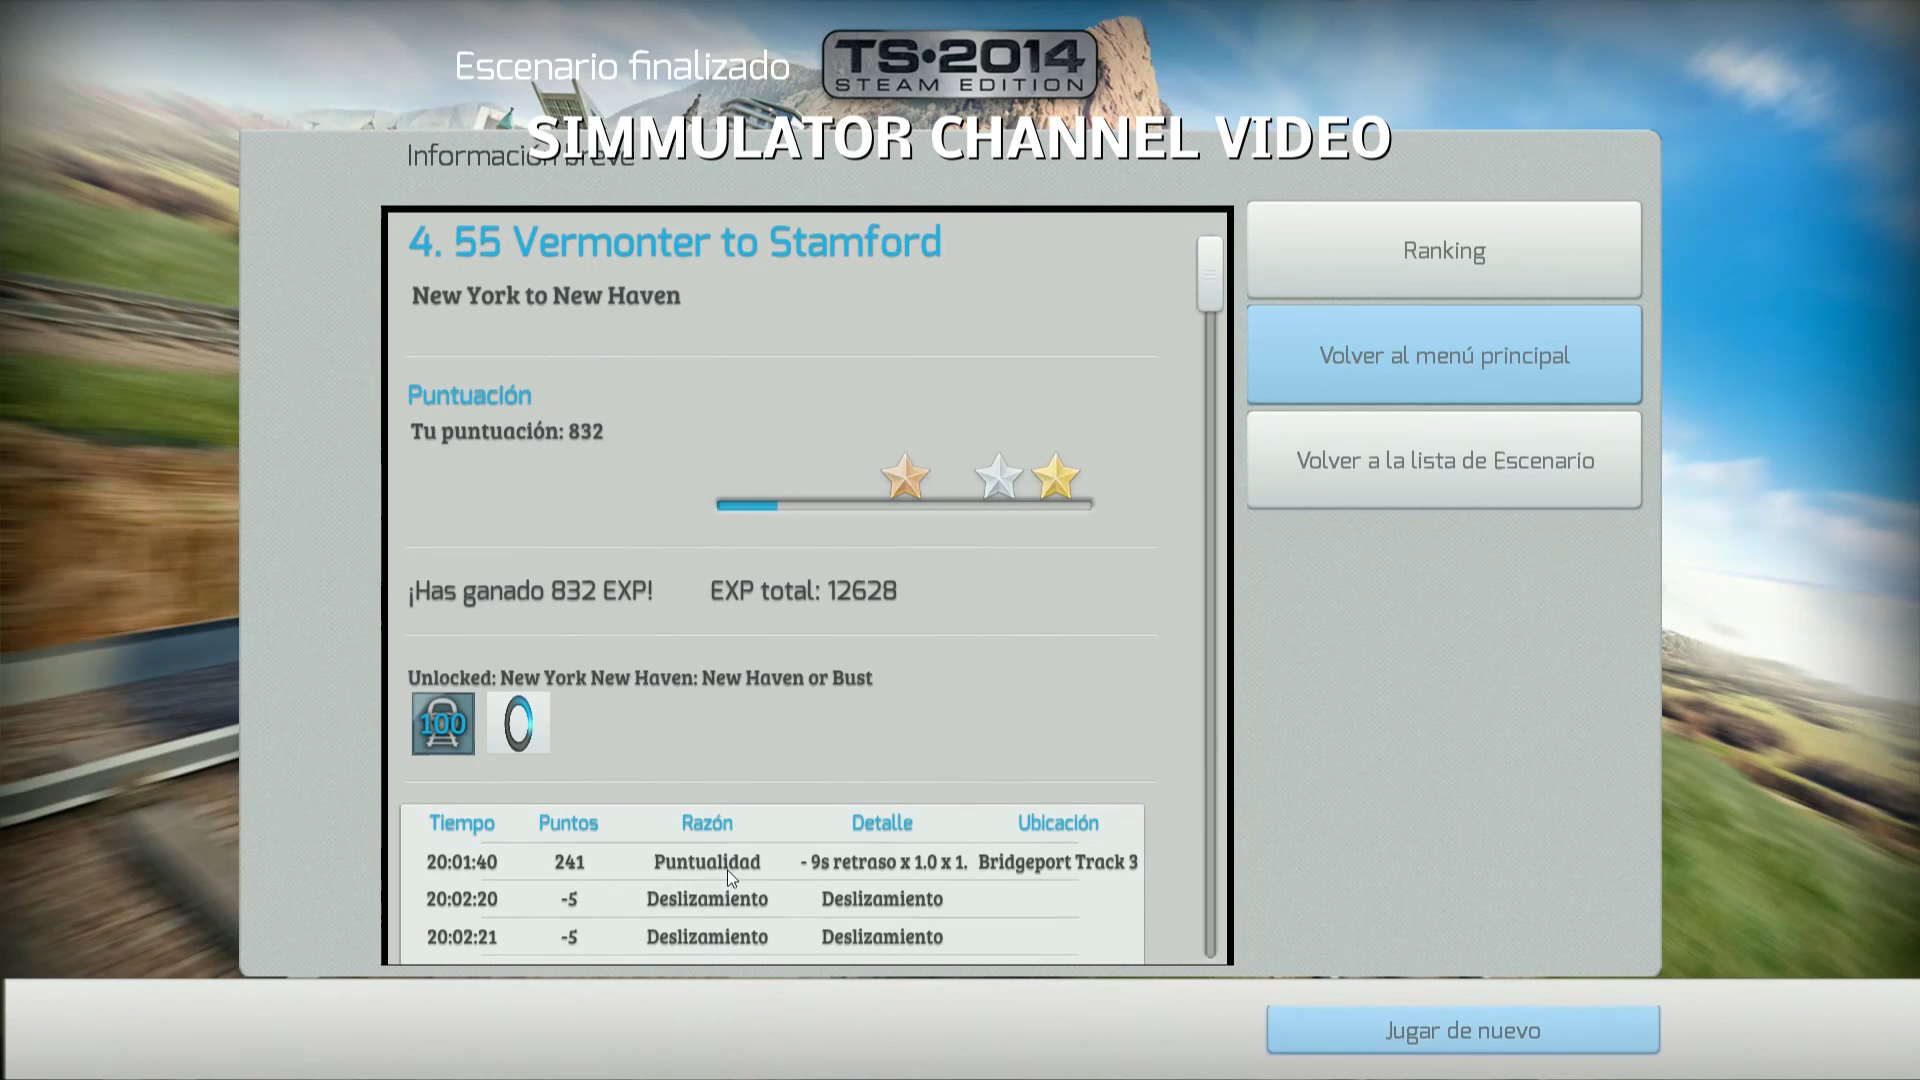 Escenario finalizado
TS•2014
STEAM EDITION
SIMMULATOR CHANNEL VIDEO
Información breve
4. 55 Vermonter to Stamford
New York to New Haven
Puntuación
Tu puntuación: 832
¡Has ganado 832 EXP! EXP total: 12628
Unlocked: New York New Haven: New Haven or Bust
100
Tiempo Puntos Razón Detalle Ubicación
20:01:40 241 Puntualidad - 9s retraso x 1.0 x 1. Bridgeport Track 3
20:02:20 -5 Deslizamiento Deslizamiento
20:02:21 -5 Deslizamiento Deslizamiento
Ranking
Volver al menú principal
Volver a la lista de Escenario
Jugar de nuevo